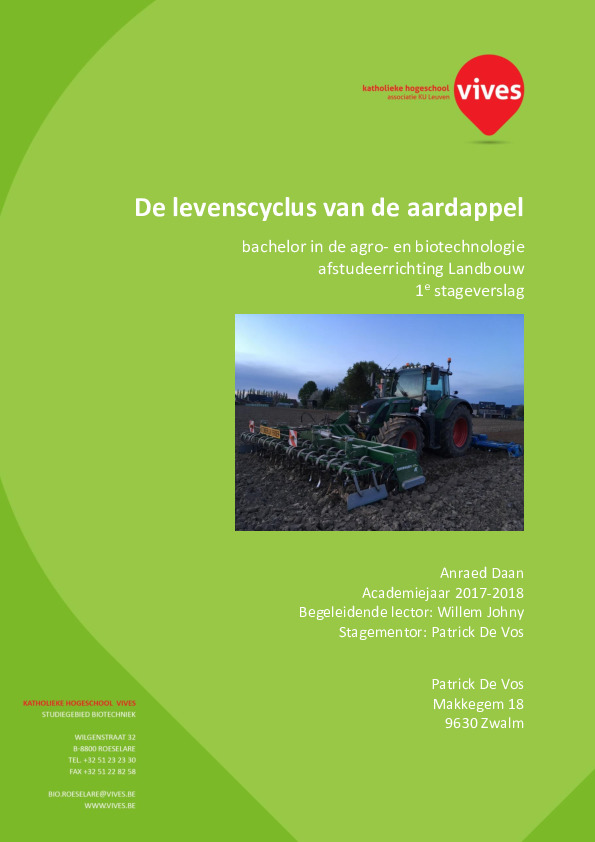 katholieke hogeschool
associatie KU Leuven
vives
De levenscyclus van de aardappel
bachelor in de agro- en biotechnologie
afstudeerrichting Landbouw
1e stageverslag
Anraed Daan
Academiejaar 2017-2018
Begeleidende lector: Willem Johny
Stagementor: Patrick De Vos
Patrick De Vos
Makkegem 18
9630 Zwalm
KATHOLIEKE HOGESCHOOL VIVES
STUDIEGEBIED BIOTECHNIEK
WILGENSTRAAT 32
B-8800 ROESELARE
TEL. +32 51 23 23 30
FAX +32 51 22 82 58
BIO.ROESELARE@VIVES.BE
WWW.VIVES.BE